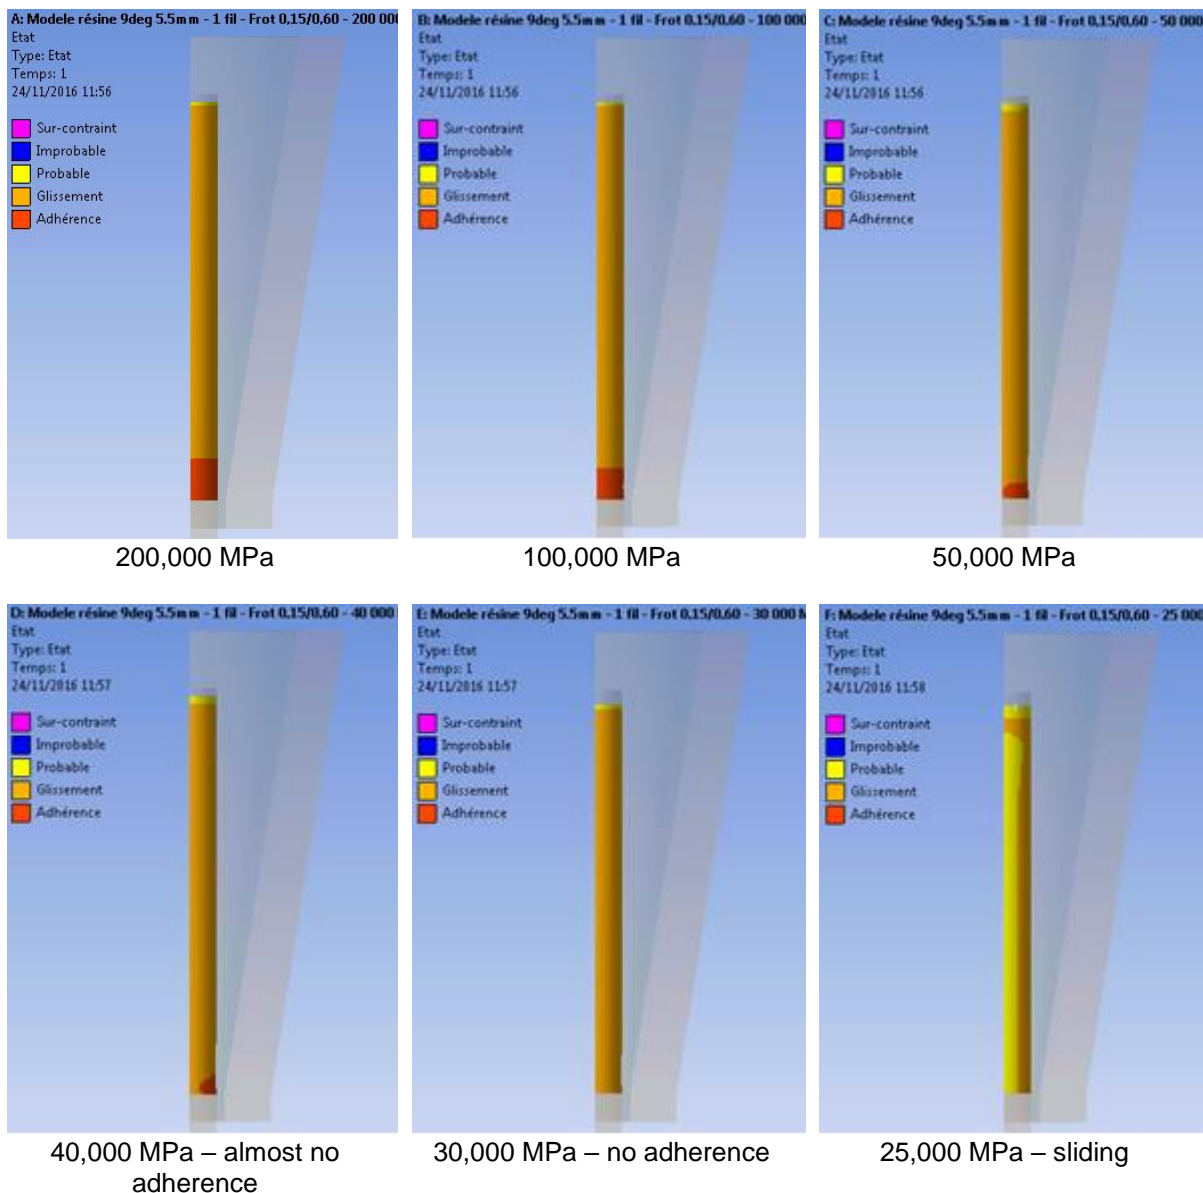 A: Modele résine 9deg 5.5mm - 1 fil - Frot 0,15/0,60 - 200 000
Etat
Type: Etat
Temps: 1
24/11/2016 11:56
Sur-contraint
Improbable
Probable
Glissement
Adhérence
200,000 MPa
B: Modele résine 9deg 5.5mm - 1 fil - Frot 0,15/0,60 - 100 000
Etat
Type: Etat
Temps: 1
24/11/2016 11:56
Sur-contraint
Improbable
Probable
Glissement
Adhérence
100,000 MPa
C: Modele résine 9deg 5.5mm - 1 fil - Frot 0,15/0,60 - 50 000
Etat
Type: Etat
Temps: 1
24/11/2016 11:56
Sur-contraint
Improbable
Probable
Glissement
Adhérence
50,000 MPa
D: Modele résine 9deg 5.5mm - 1 fil - Frot 0,15/0,60 - 40 000
Etat
Type: Etat
Temps: 1
24/11/2016 11:57
Sur-contraint
Improbable
Probable
Glissement
Adhérence
40,000 MPa – almost no
adherence
E: Modele résine 9deg 5.5mm - 1 fil - Frot 0,15/0,60 - 30 000 M
Etat
Type: Etat
Temps: 1
24/11/2016 11:57
Sur-contraint
Improbable
Probable
Glissement
Adhérence
30,000 MPa – no adherence
F: Modele résine 9deg 5.5mm - 1 fil - Frot 0,15/0,60 - 25 000
Etat
Type: Etat
Temps: 1
24/11/2016 11:58
Sur-contraint
Improbable
Probable
Glissement
Adhérence
25,000 MPa – sliding